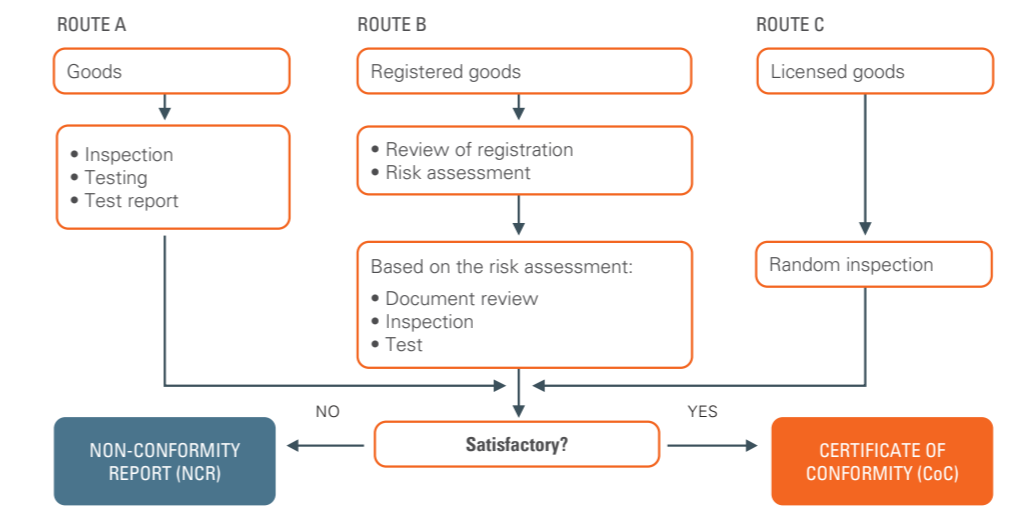 ROUTE A
Goods
• Inspection
• Testing
• Test report
ROUTE B
Registered goods
• Review of registration
• Risk assessment
Based on the risk assessment:
• Document review
• Inspection
• Test
ROUTE C
Licensed goods
Random inspection
Satisfactory?
NO
NON-CONFORMITY
REPORT (NCR)
YES
CERTIFICATE OF
CONFORMITY (CoC)